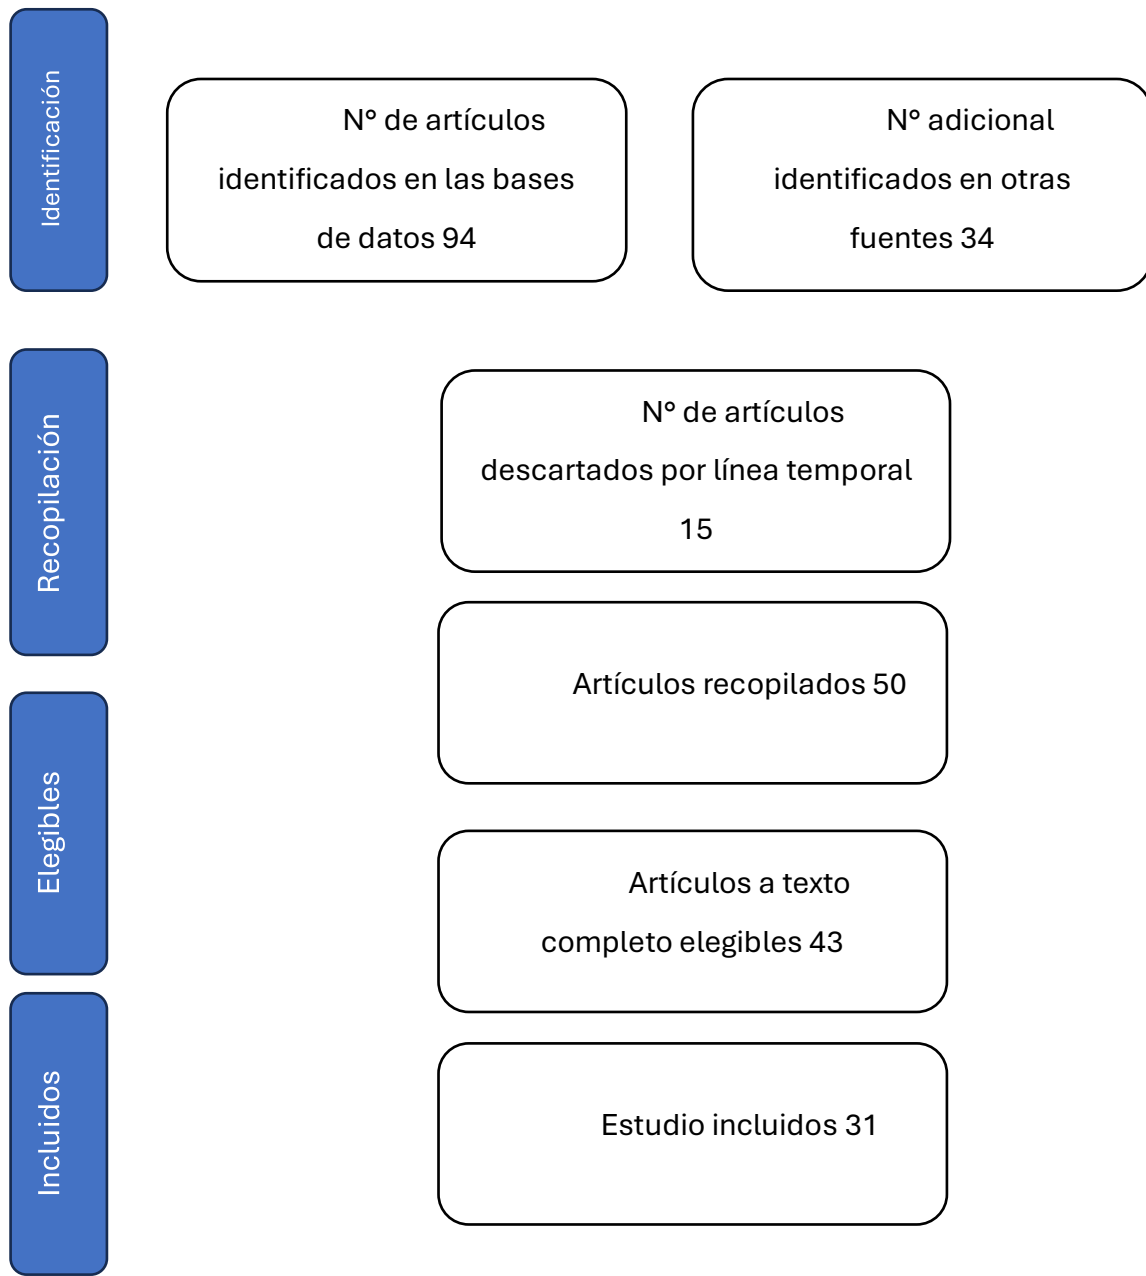 Identificación
N° de artículos
identificados en las bases
de datos 94
N° adicional
identificados en otras
fuentes 34
Recopilación
N° de artículos
descartados por línea temporal
15
Artículos recopilados 50
Elegibles
Artículos a texto
completo elegibles 43
Incluidos
Estudio incluidos 31